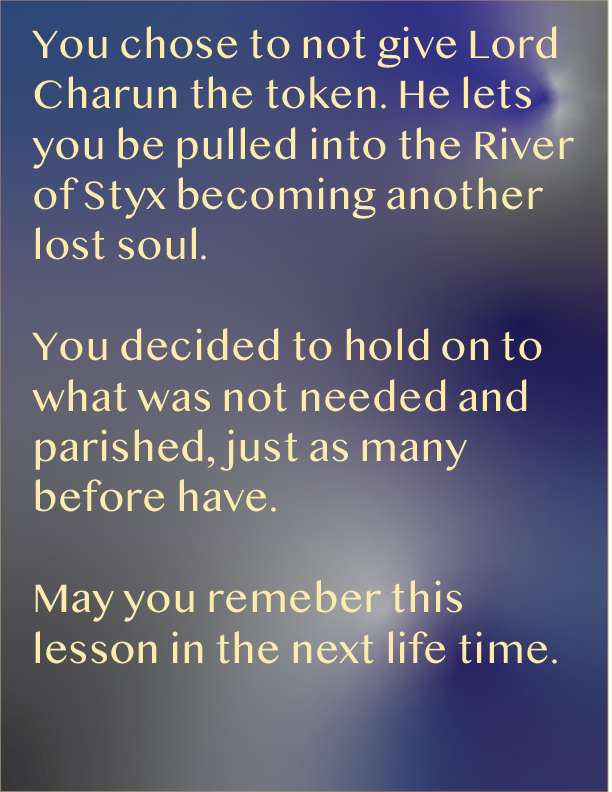 You chose to not give Lord
Charun the token. He lets
you be pulled into the River
of Styx becoming another
lost soul.
You decided to hold on to
what was not needed and
parished, just as many
before have.
May you remeber this
lesson in the next life time.